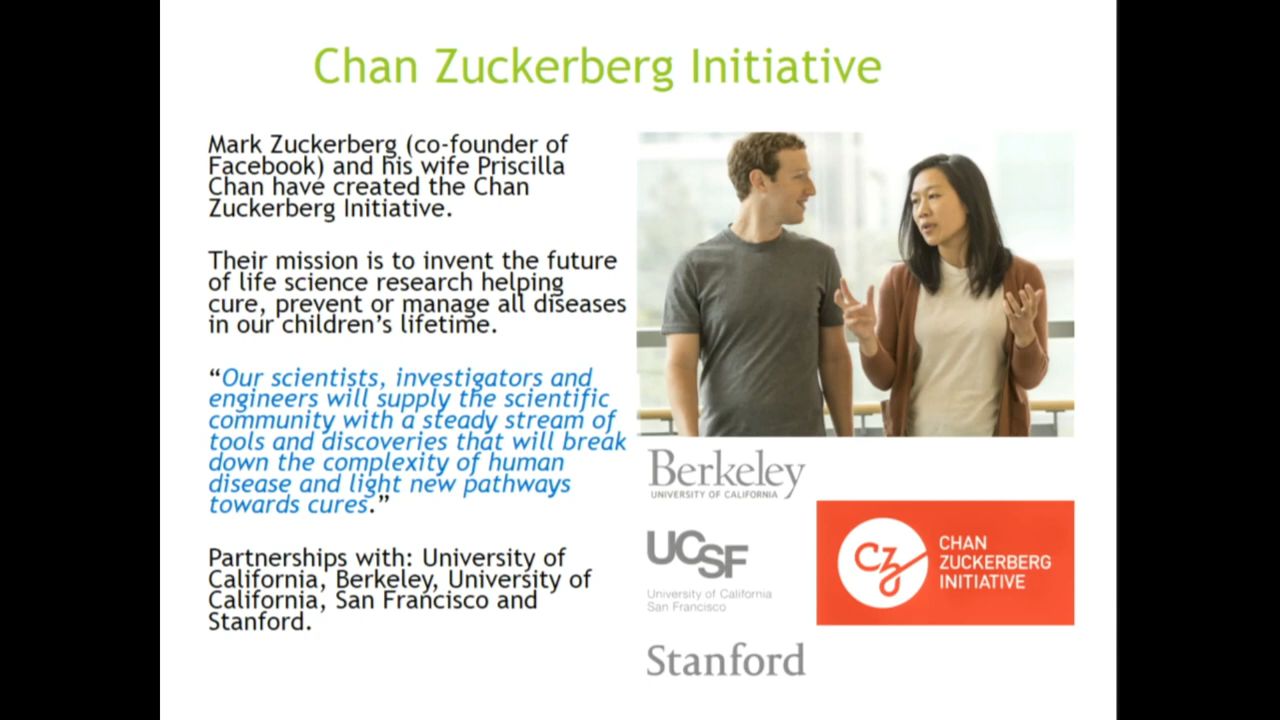 Chan Zuckerberg Initiative
Mark Zuckerberg (co-founder of
Facebook) and his wife Priscilla
Chan have created the Chan
Zuckerberg Initiative.
Their mission is to invent the future
of life science research helping
cure, prevent or manage all diseases
in our children’s lifetime.
“Our scientists, investigators and
engineers will supply the scientific
community with a steady stream of
tools and discoveries that will break
down the complexity of human
disease and light new pathways
towards cures.”
Partnerships with: University of
California, Berkeley, University of
California, San Francisco and
Stanford.
Berkeley
UNIVERSITY OF CALIFORNIA
UCSF
University of California
San Francisco
Stanford
cz
CHAN
ZUCKERBERG
INITIATIVE